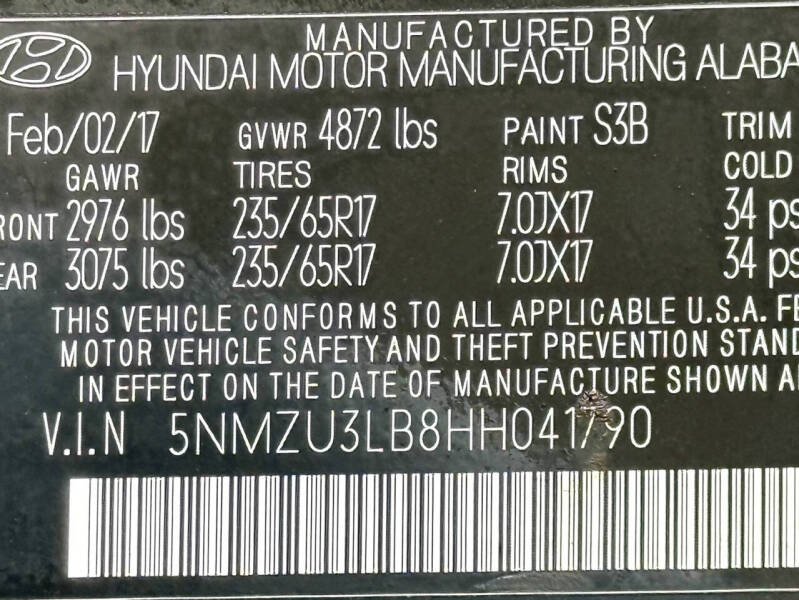 MANUFACTURED BY
HYUNDAI MOTOR MANUFACTURING ALABA
Feb/02/17 GVWR 4872 lbs PAINT S3B TRIM
GAWR TIRES RIMS COLD
RONT 2976 lbs 235/65R17 7.0JX17 34 ps
EAR 3075 lbs 235/65R17 7.0JX17 34 ps
THIS VEHICLE CONFORMS TO ALL APPLICABLE U.S.A. FE
MOTOR VEHICLE SAFETY AND THEFT PREVENTION STAND
IN EFFECT ON THE DATE OF MANUFACTURE SHOWN A
V.I.N 5NMZU3LB8HH041790